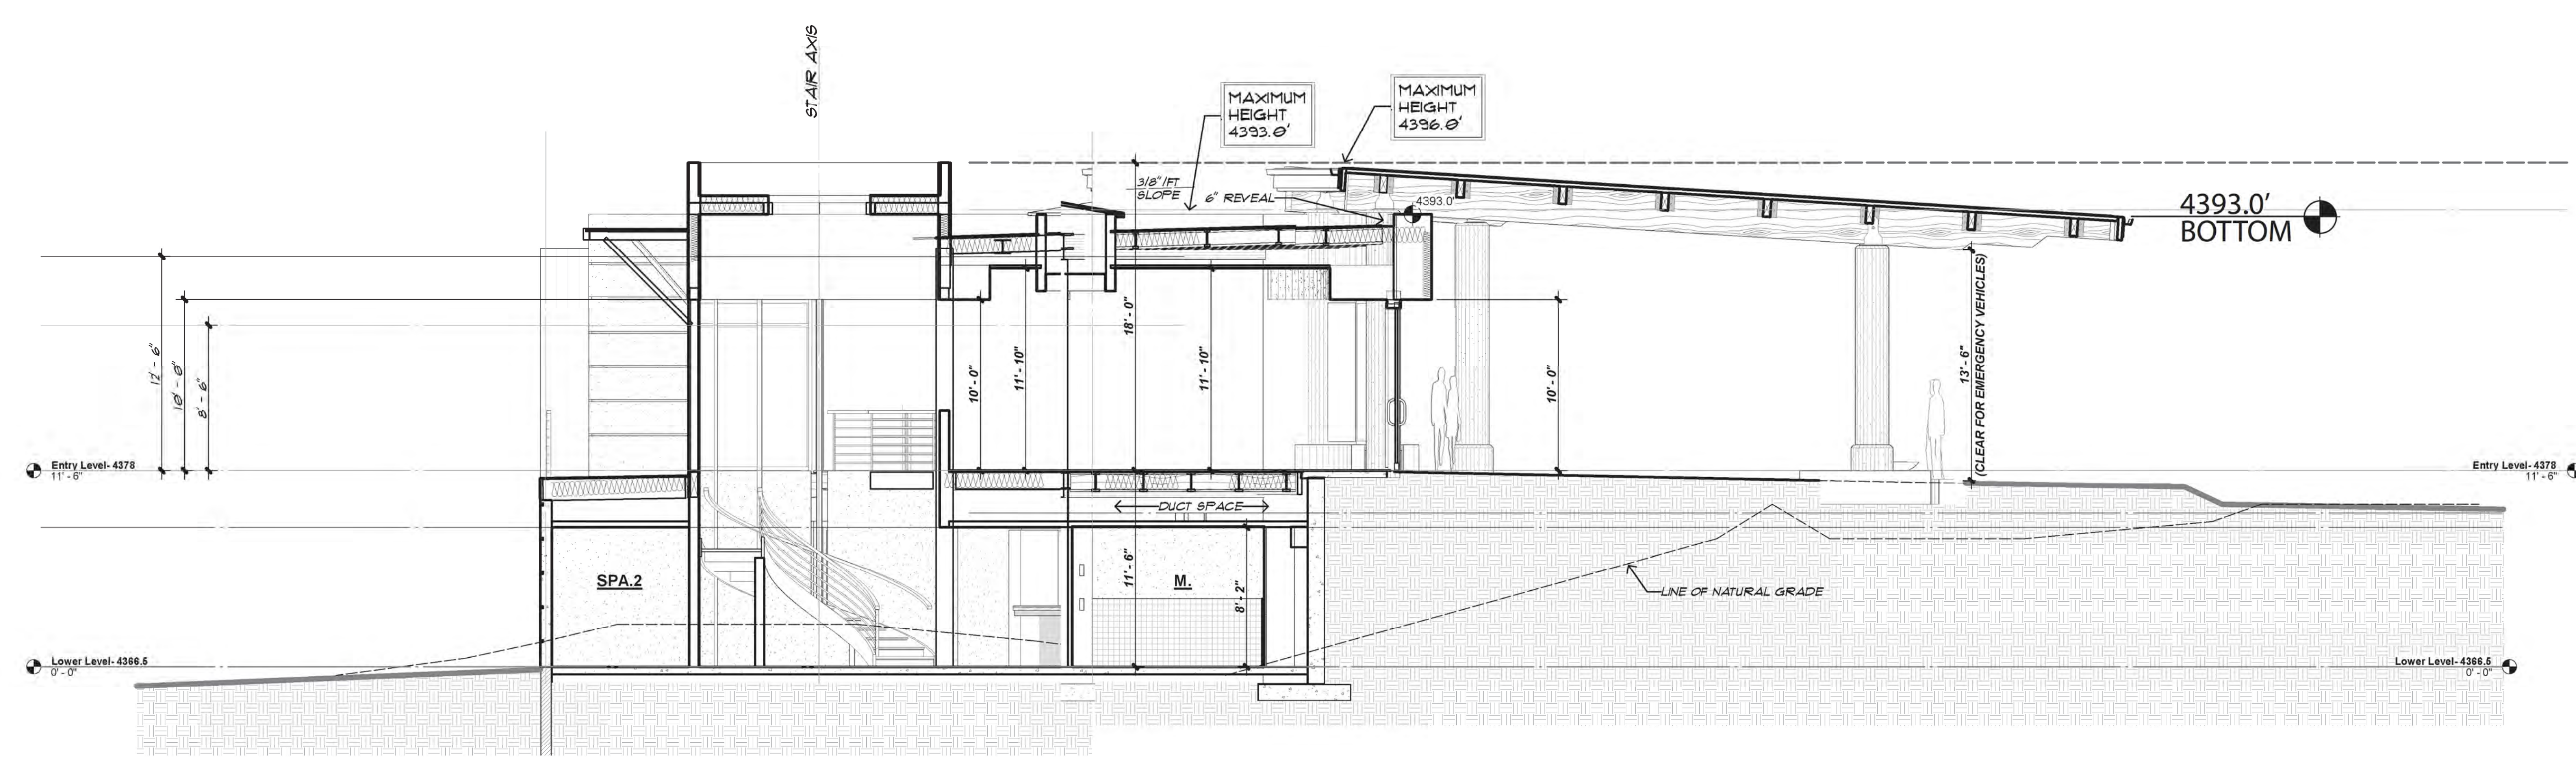 STAIR AXIS
MAXIMUM
HEIGHT
4393.0'
MAXIMUM
HEIGHT
4396.0'
3/8"/FT
SLOPE
6" REVEAL
4393.0'
4393.0'
BOTTOM
12' - 6"
10' - 0"
8' - 6"
10' - 0"
11' - 10"
18' - 0"
11' - 10"
10' - 0"
13' - 6"
(CLEAR FOR EMERGENCY VEHICLES)
Entry Level- 4378
11' - 6"
Entry Level- 4378
11' - 6"
DUCT SPACE
SPA.2
11' - 6"
M.
8' - 2"
LINE OF NATURAL GRADE
Lower Level- 4366.5
0' - 0"
Lower Level- 4366.5
0' - 0"